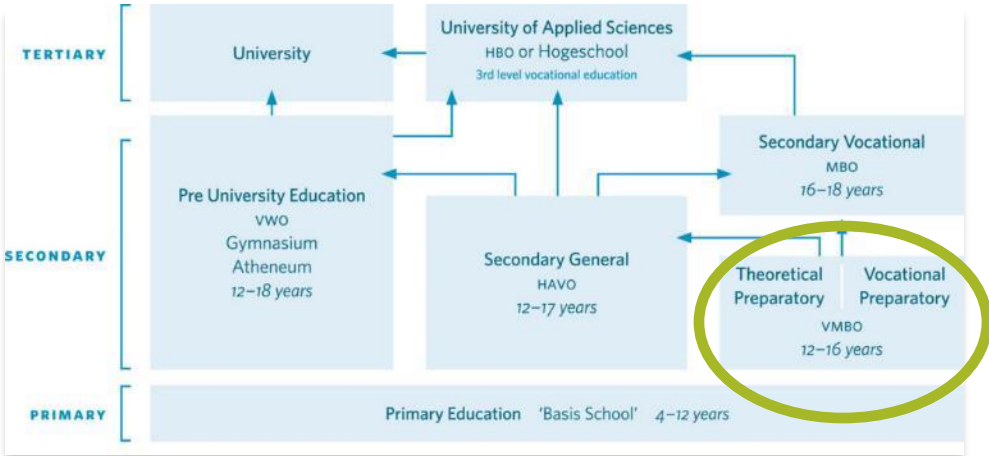 TERTIARY
University
University of Applied Sciences
HBO or Hogeschool
3rd level vocational education
SECONDARY
Pre University Education
VWO
Gymnasium
Atheneum
12–18 years
Secondary General
HAVO
12–17 years
Secondary Vocational
MBO
16–18 years
Theoretical
Preparatory
Vocational
Preparatory
VMBO
12–16 years
PRIMARY
Primary Education 'Basis School' 4–12 years